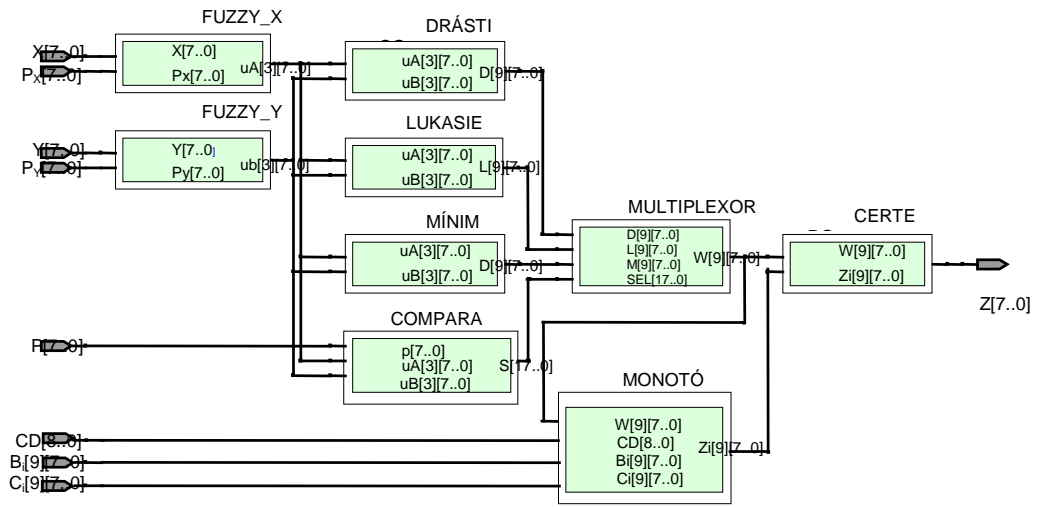 FUZZY_X
X[7..0]
PX[7..0]
X[7..0]
Px[7..0]
uA[3][7..0]
FUZZY_Y
Y[7..0]
PY[7..0]
Y[7..0]
Py[7..0]
ub[3][7..0]
DRÁSTI
uA[3][7..0]
uB[3][7..0]
D[9][7..0]
LUKASIE
uA[3][7..0]
uB[3][7..0]
L[9][7..0]
MÍNIM
uA[3][7..0]
uB[3][7..0]
D[9][7..0]
COMPARA
P[7..0]
p[7..0]
uA[3][7..0]
uB[3][7..0]
S[17..0]
MULTIPLEXOR
D[9][7..0]
L[9][7..0]
M[9][7..0]
SEL[17..0]
W[9][7..0]
CERTE
W[9][7..0]
Zi[9][7..0]
Z[7..0]
MONOTÓ
CD[8..0]
Bi[9][7..0]
Ci[9][7..0]
W[9][7..0]
CD[8..0]
Bi[9][7..0]
Ci[9][7..0]
Zi[9][7..0]